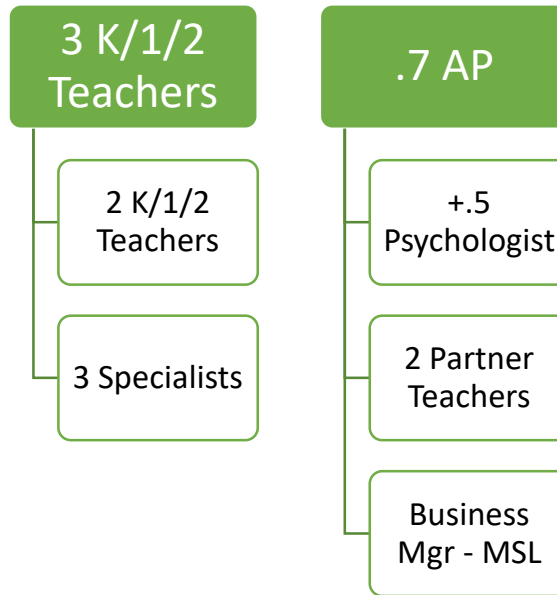 3 K/1/2
Teachers
2 K/1/2
Teachers
3 Specialists
.7 AP
+.5
Psychologist
2 Partner
Teachers
Business
Mgr - MSL